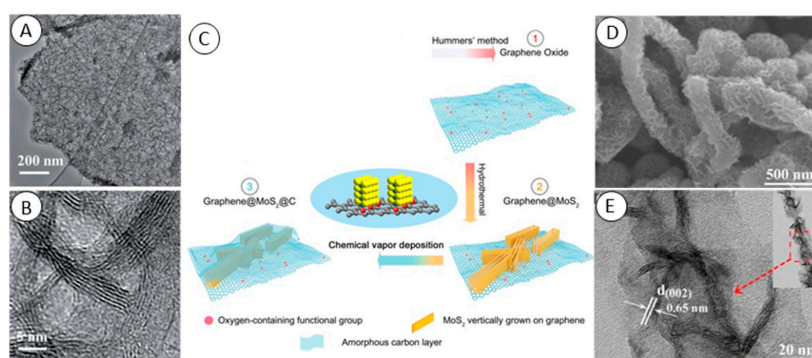 A
200 nm
B
5 nm
C
Hummers' method
1
Graphene Oxide
Hydrothermal
3
Graphene@MoS₂@C
2
Graphene@MoS₂
Chemical vapor deposition
Oxygen-containing functional group
MoS₂ vertically grown on graphene
Amorphous carbon layer
D
500 nm
E
d(002)
0.65 nm
20 nm